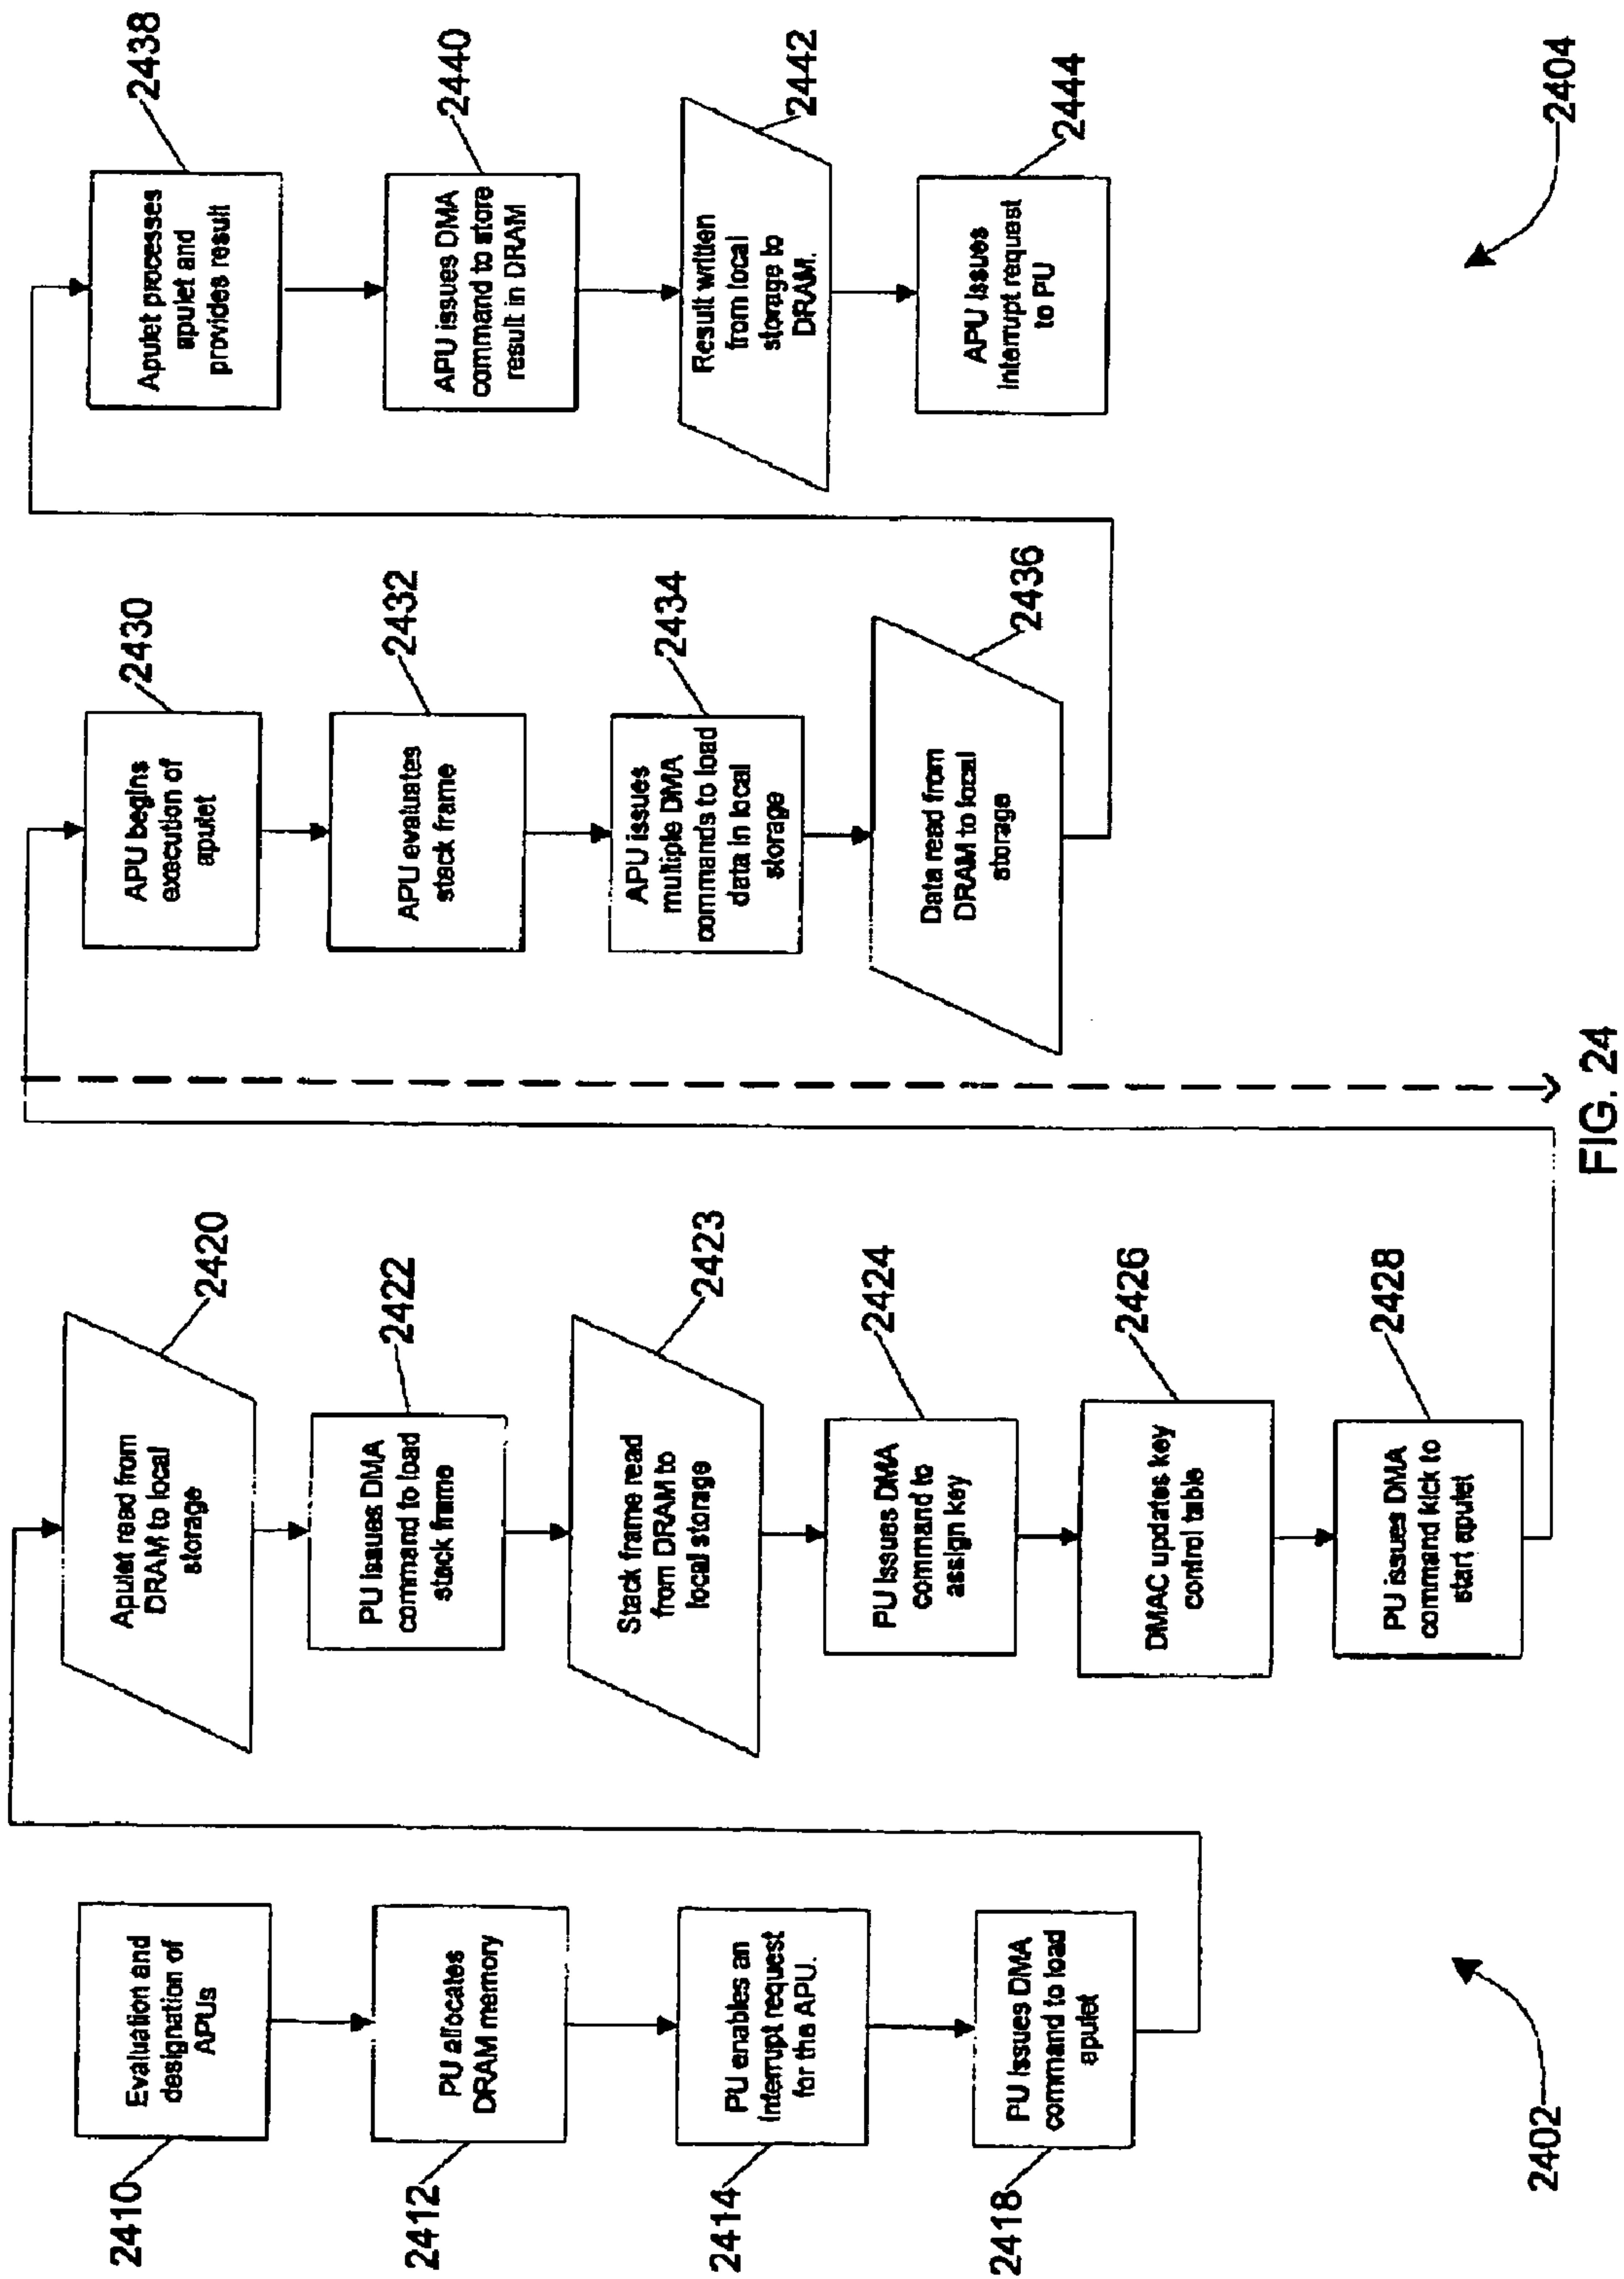 2410
Evaluation and
designation of
APUs
2412
PU allocates
DRAM memory
2414
PU enables an
interrupt request
for the APU.
2418
PU issues DMA
command to load
apulet
2402
Apulet read from
DRAM to local
storage
2420
PU issues DMA
command to load
stack frame
2422
Stack frame read
from DRAM to
local storage
2423
PU issues DMA
command to
assign key
2424
DMAC updates key
control table
2426
PU issues DMA
command kick to
start apulet
2428
APU begins
execution of
apulet
2430
APU evaluates
stack frame
2432
APU issues
multiple DMA
commands to load
data in local
storage
2434
Data read from
DRAM to local
storage
2436
Apulet processes
apulet and
provides result
2438
APU issues DMA
command to store
result in DRAM
2440
Result written
from local
storage to
DRAM.
2442
APU issues
interrupt request
to PU
2444
2404
FIG. 24